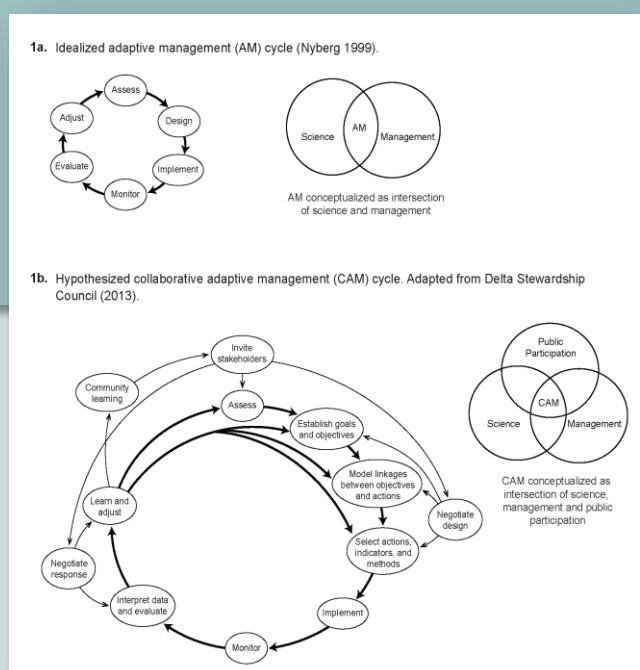 1a. Idealized adaptive management (AM) cycle (Nyberg 1999).
Assess
Adjust
Design
Evaluate
Implement
Monitor
Science
AM
Management
AM conceptualized as intersection
of science and management
1b. Hypothesized collaborative adaptive management (CAM) cycle. Adapted from Delta Stewardship
Council (2013).
Invite
stakeholders
Community
learning
Assess
Establish goals
and objectives
Model linkages
between objectives
and actions
Learn and
adjust
Negotiate
design
Select actions,
indicators, and
methods
Negotiate
response
Interpret data
and evaluate
Implement
Monitor
Public
Participation
CAM
Science
Management
CAM conceptualized as
intersection of science,
management and public
participation